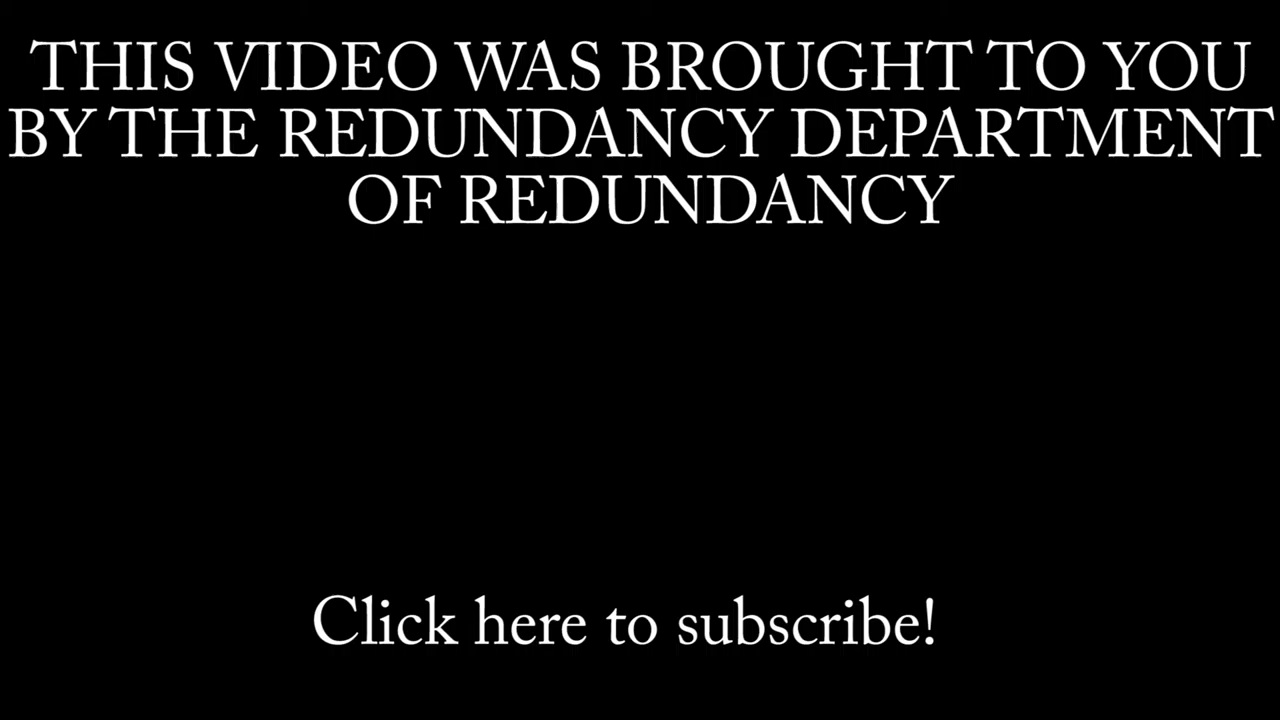 THIS VIDEO WAS BROUGHT TO YOU
BY THE REDUNDANCY DEPARTMENT
OF REDUNDANCY
Click here to subscribe!